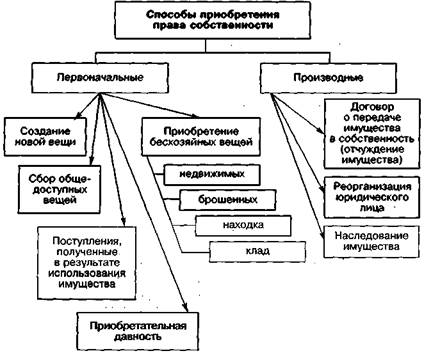 Способы приобретения
права собственности
Первоначальные
Производные
Создание
новой вещи
Сбор обще-
доступных
вещей
Поступления,
полученные
в результате
использования
имущества
Приобретательная
давность
Приобретение
бесхозяйных вещей
недвижимых
брошенных
находка
клад
Договор
о передаче
имущества
в собственность
(отчуждение
имущества)
Реорганизация
юридического
лица
Наследование
имущества